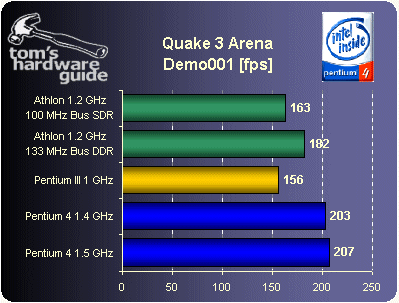 tom's
hardware
guide
Quake 3 Arena
Demo001 [fps]
intel
inside
pentium 4
Athlon 1.2 GHz
100 MHz Bus SDR
163
Athlon 1.2 GHz
133 MHz Bus DDR
182
Pentium III 1 GHz
156
Pentium 4 1.4 GHz
203
Pentium 4 1.5 GHz
207
0 50 100 150 200 250